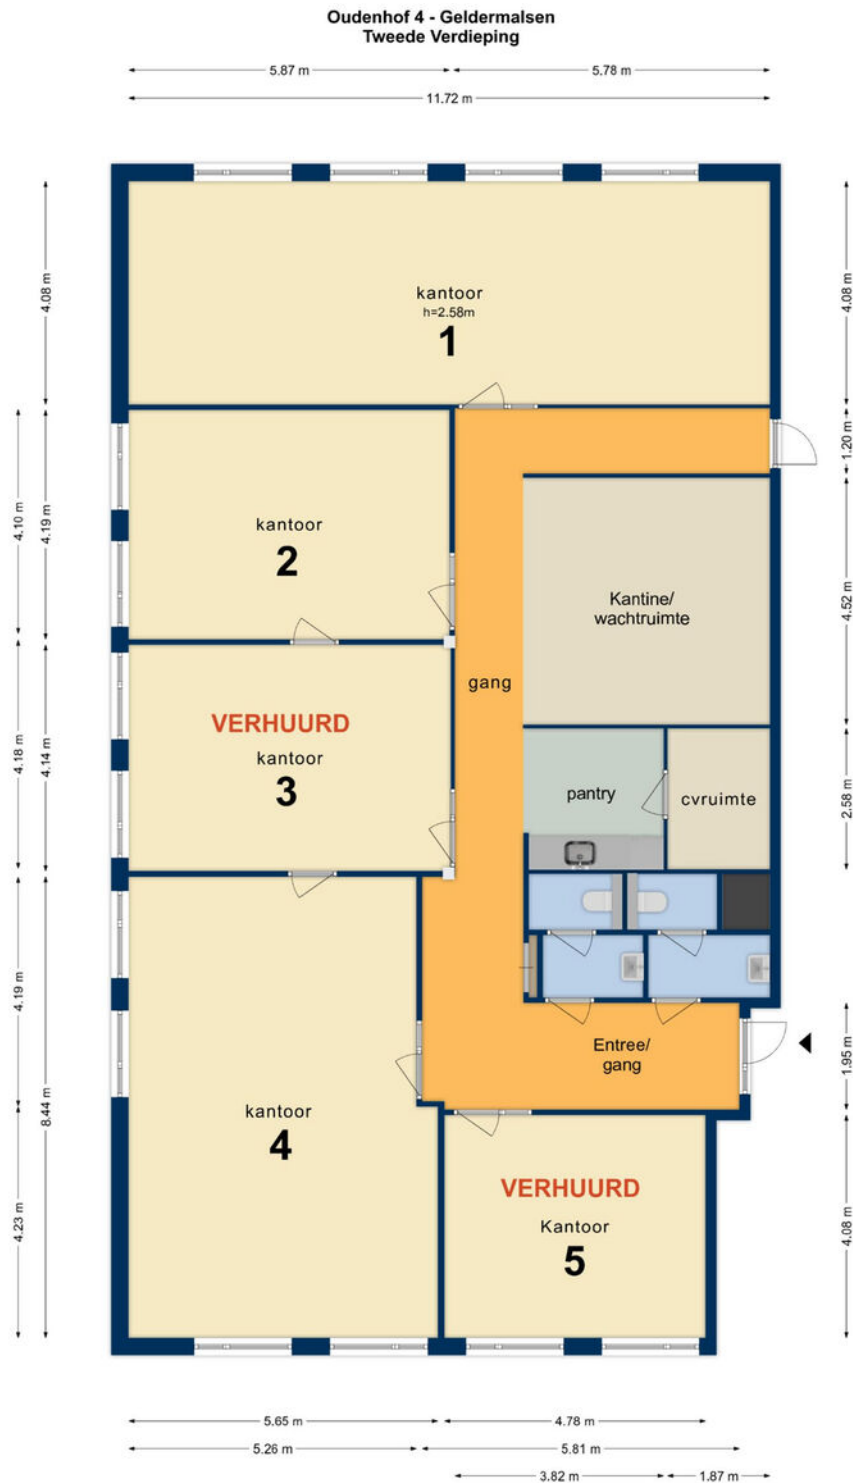 Oudenhof 4 - Geldermalsen
Tweede Verdieping
5.87 m
5.78 m
11.72 m
4.08 m
4.08 m
kantoor
h=2.58m
1
1.20 m
4.10 m
4.19 m
kantoor
2
Kantine/
wachtruimte
4.52 m
gang
VERHUURD
kantoor
3
4.18 m
4.14 m
pantry
cvruimte
2.58 m
4.19 m
8.44 m
Entree/
gang
1.95 m
kantoor
4
VERHUURD
Kantoor
5
4.23 m
4.08 m
5.65 m
4.78 m
5.26 m
5.81 m
3.82 m
1.87 m